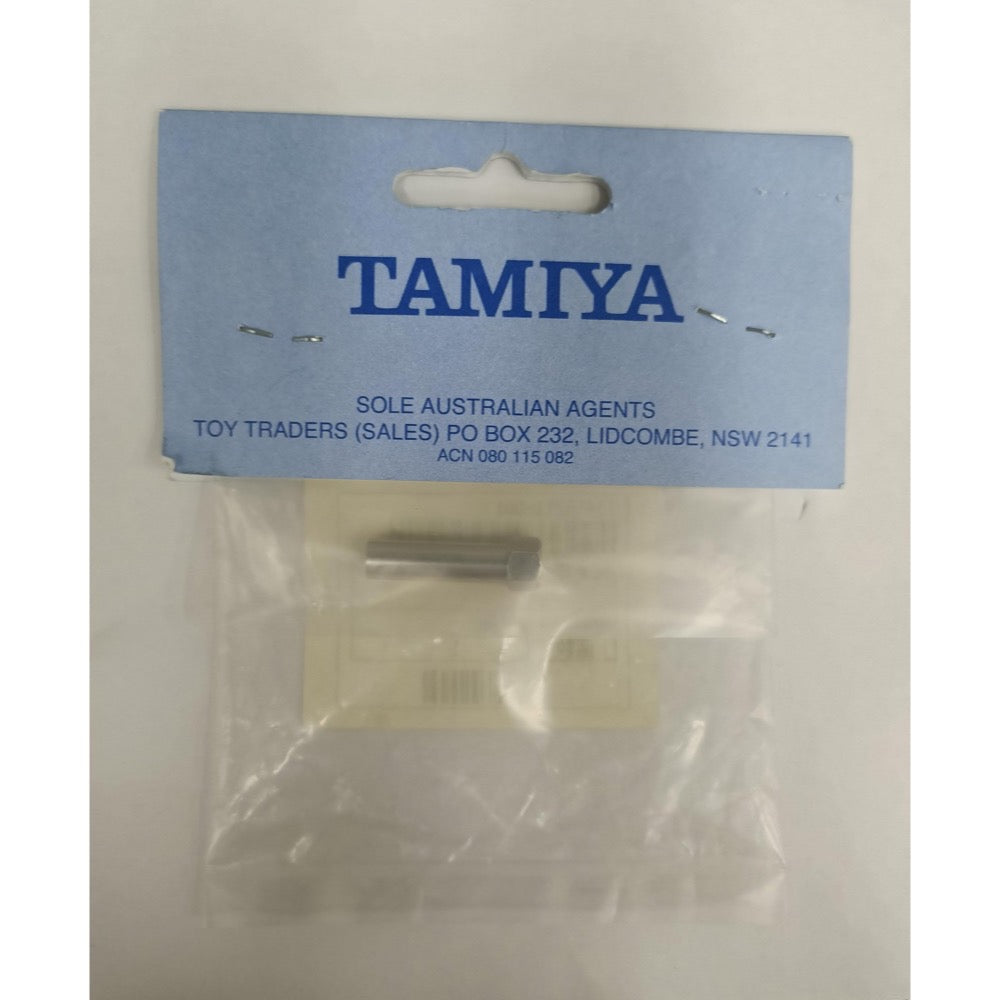 TAMIYA
SOLE AUSTRALIAN AGENTS
TOY TRADERS (SALES) PO BOX 232, LIDCOMBE, NSW 2141
ACN 080 115 082